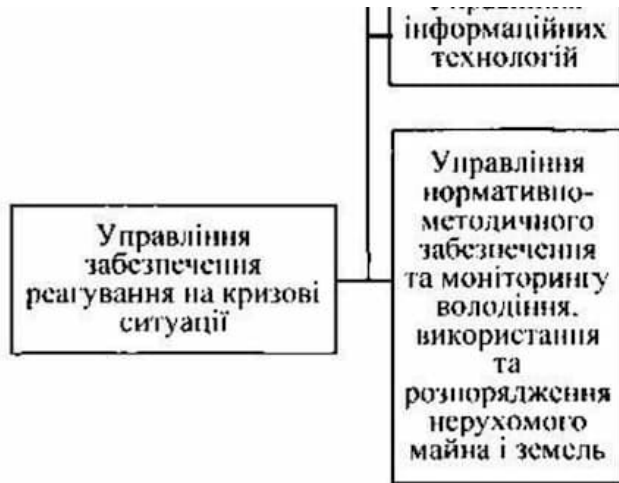 інформаційних
технологій
Управління
забезпечення
реагування на кризові
ситуації
Управління
нормативно-
методичного
забезпечення
та моніторингу
володіння,
використання
та
розпорядження
нерухомого
майна і земель